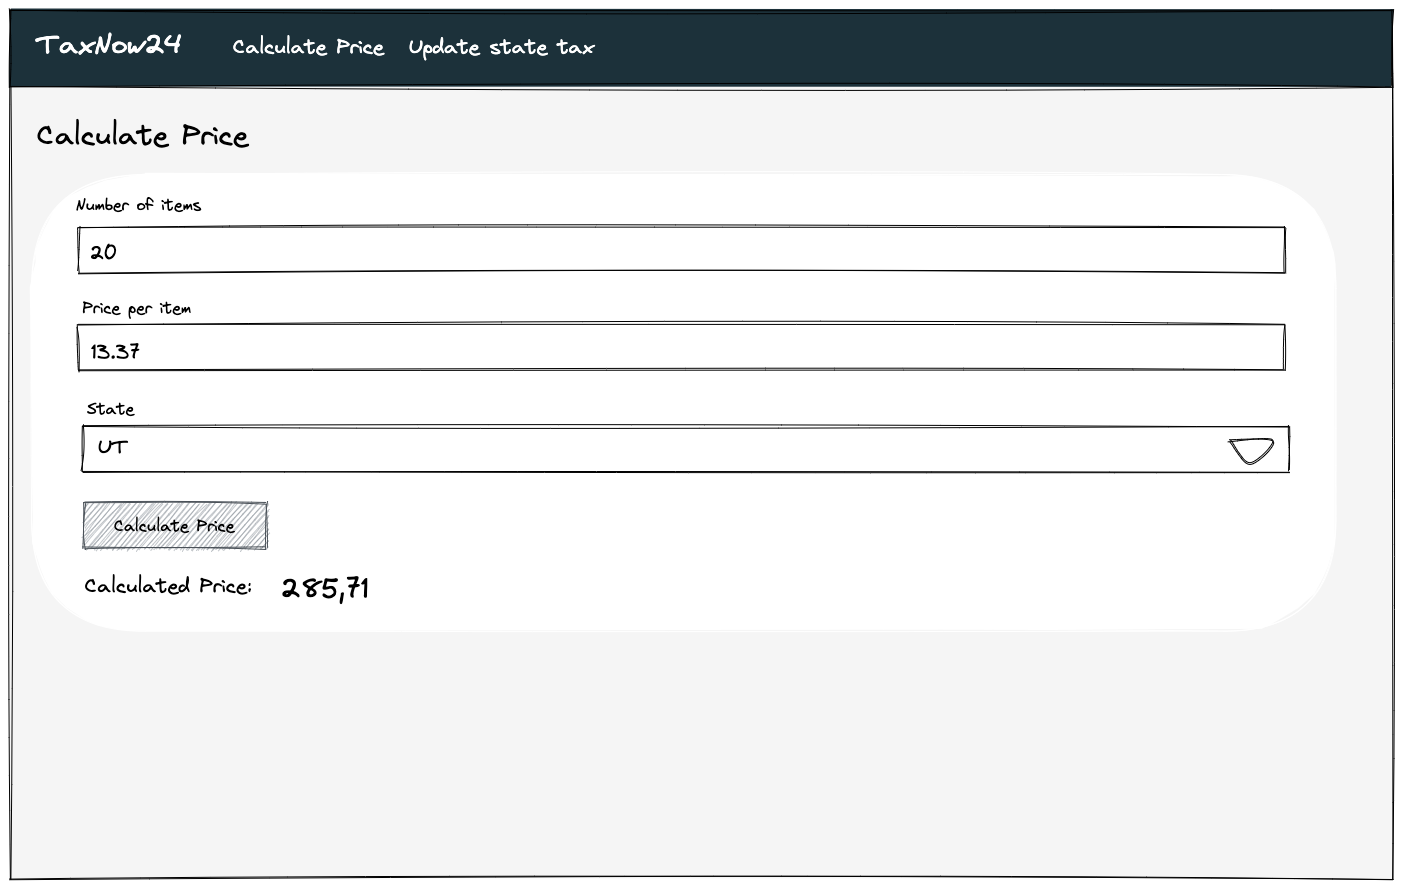 TaxNow24 Calculate Price Update state tax
Calculate Price
Number of items
20
Price per item
13.37
State
UT
Calculate Price
Calculated Price: 285,71